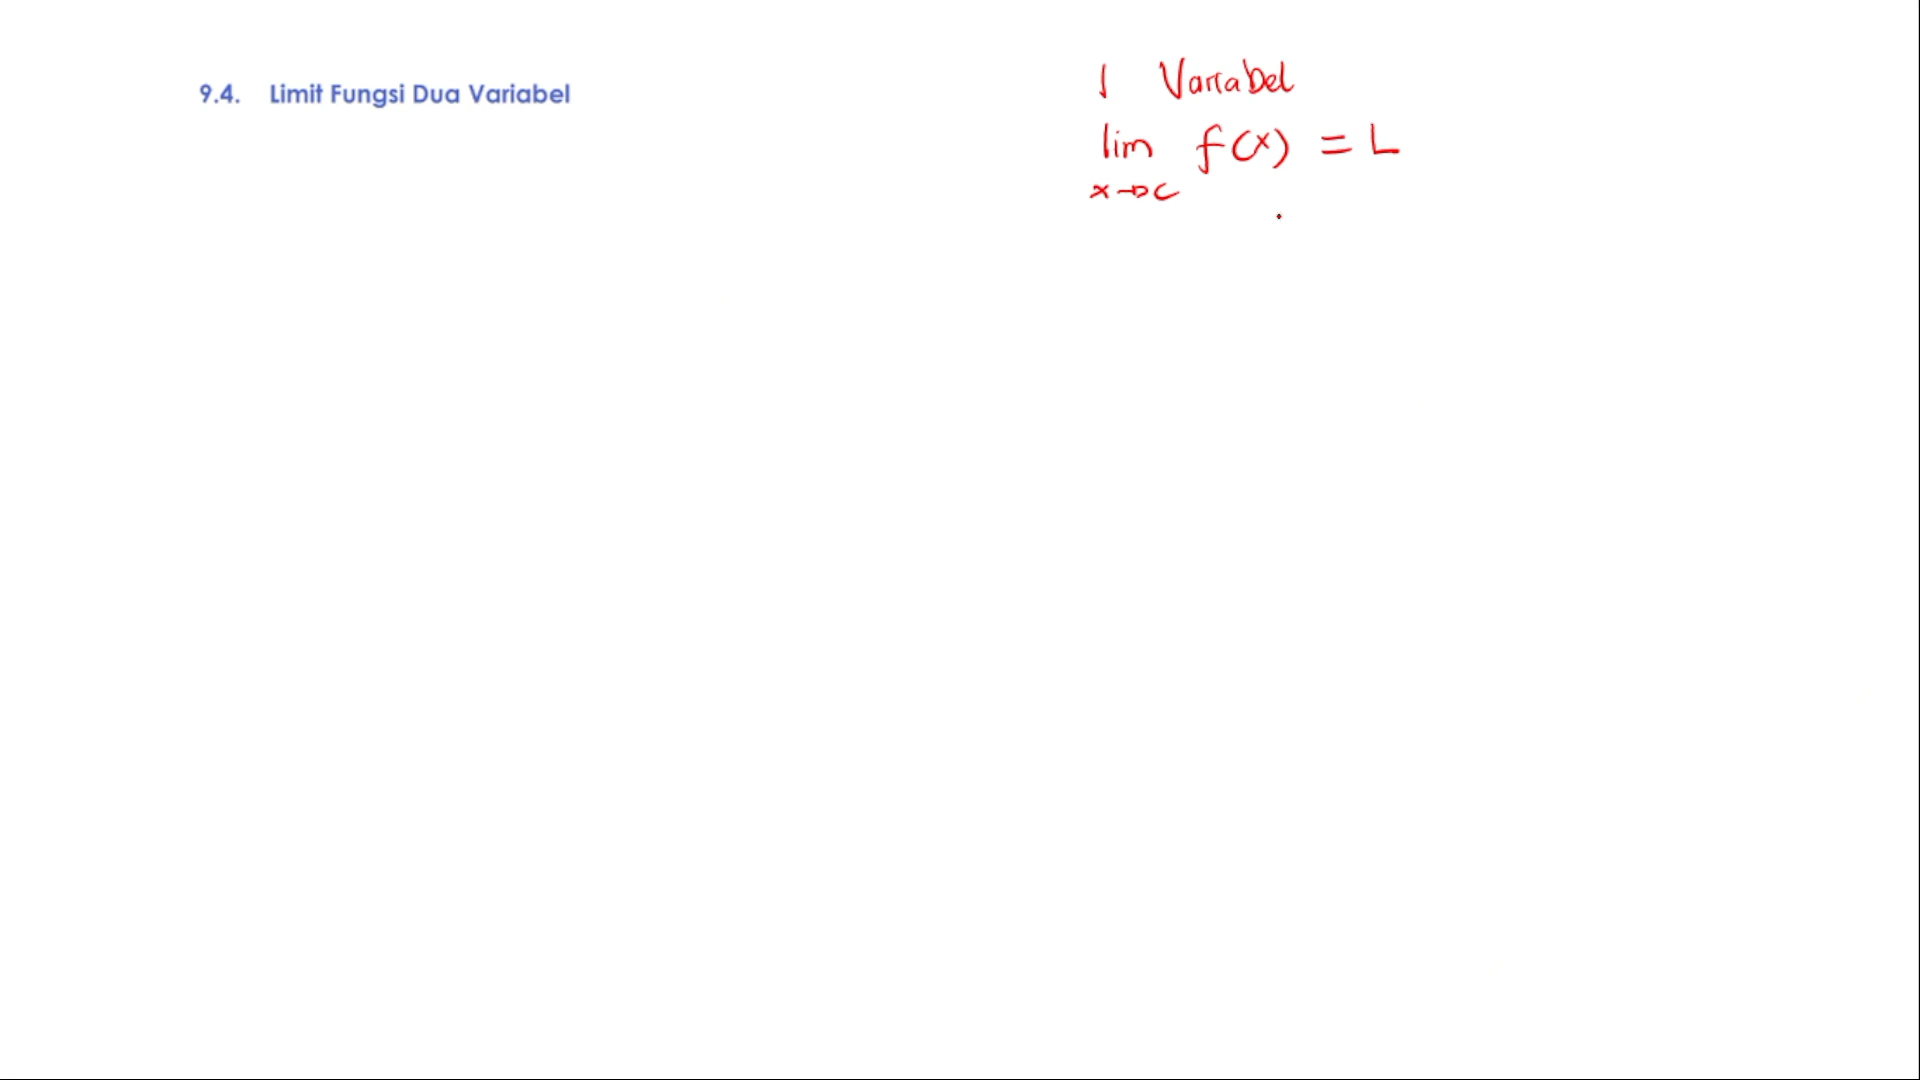 9.4. Limit Fungsi Dua Variabel
1 Variabel
lim f(x) = L
x→c